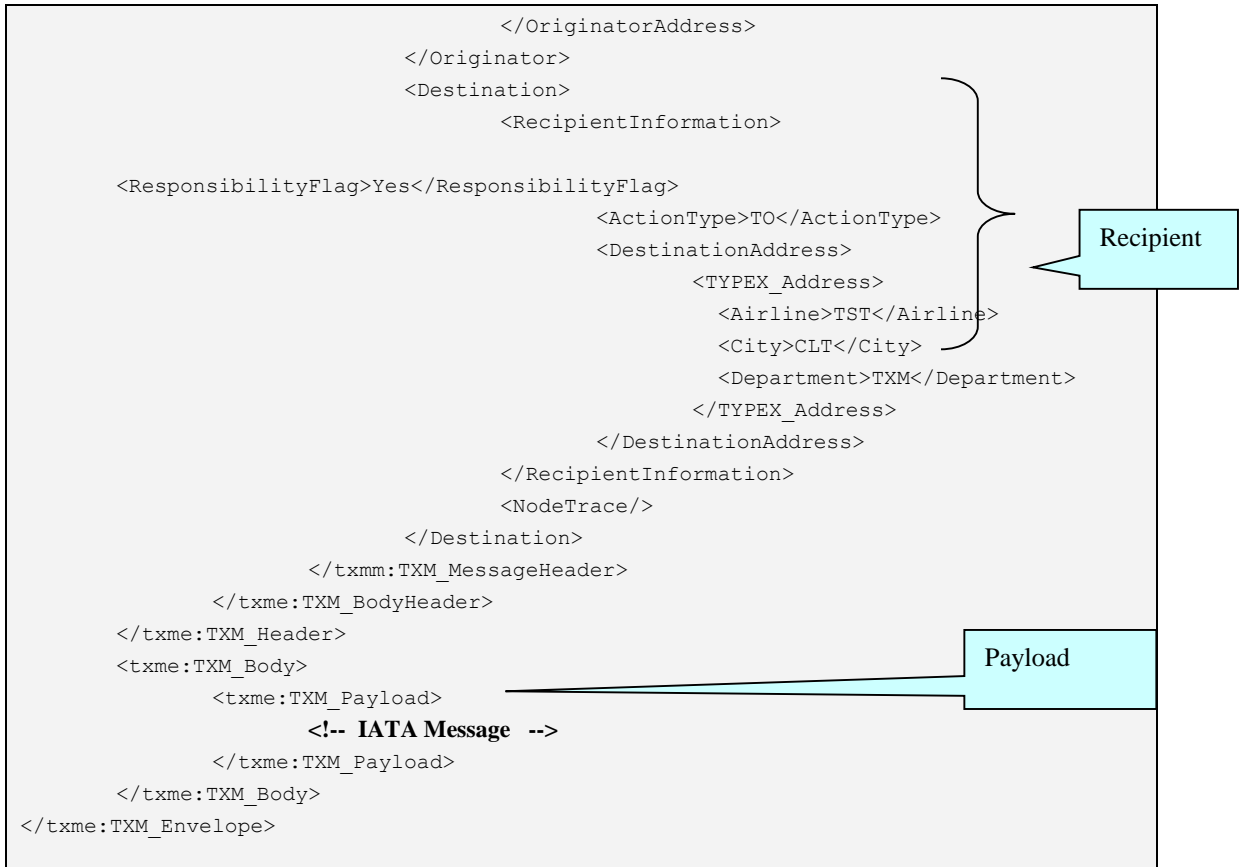 </OriginatorAddress>
</Originator>
<Destination>
<RecipientInformation>
<ResponsibilityFlag>Yes</ResponsibilityFlag>
<ActionType>TO</ActionType>
<DestinationAddress>
<TYPEX_Address>
<Airline>TST</Airline>
<City>CLT</City>
<Department>TXM</Department>
</TYPEX_Address>
</DestinationAddress>
</RecipientInformation>
<NodeTrace/>
</Destination>
</txmm:TXM_MessageHeader>
</txme:TXM_BodyHeader>
</txme:TXM_Header>
<txme:TXM_Body>
<txme:TXM_Payload>
<!-- IATA Message -->
</txme:TXM_Payload>
</txme:TXM_Body>
</txme:TXM_Envelope>
Recipient
Payload